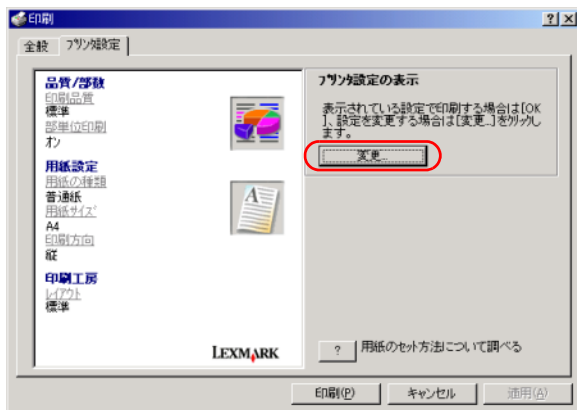 印刷
全般 プリンタ設定
品質/部数
印刷品質
標準
部単位印刷
オン
用紙設定
用紙の種類
普通紙
用紙サイズ
A4
印刷方向
縦
印刷工房
レイアウト
標準
LEXMARK
プリンタ設定の表示
表示されている設定で印刷する場合は[OK
]、設定を変更する場合は[変更...]をクリックし
ます。
変更...
? 用紙のセット方法について調べる
印刷(P) キャンセル 適用(A)